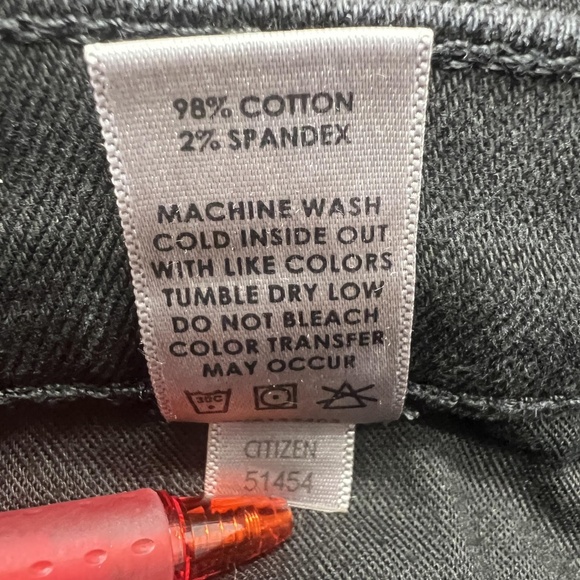 98% COTTON
2% SPANDEX
MACHINE WASH
COLD INSIDE OUT
WITH LIKE COLORS
TUMBLE DRY LOW
DO NOT BLEACH
COLOR TRANSFER
MAY OCCUR
30C
CITIZEN
51454